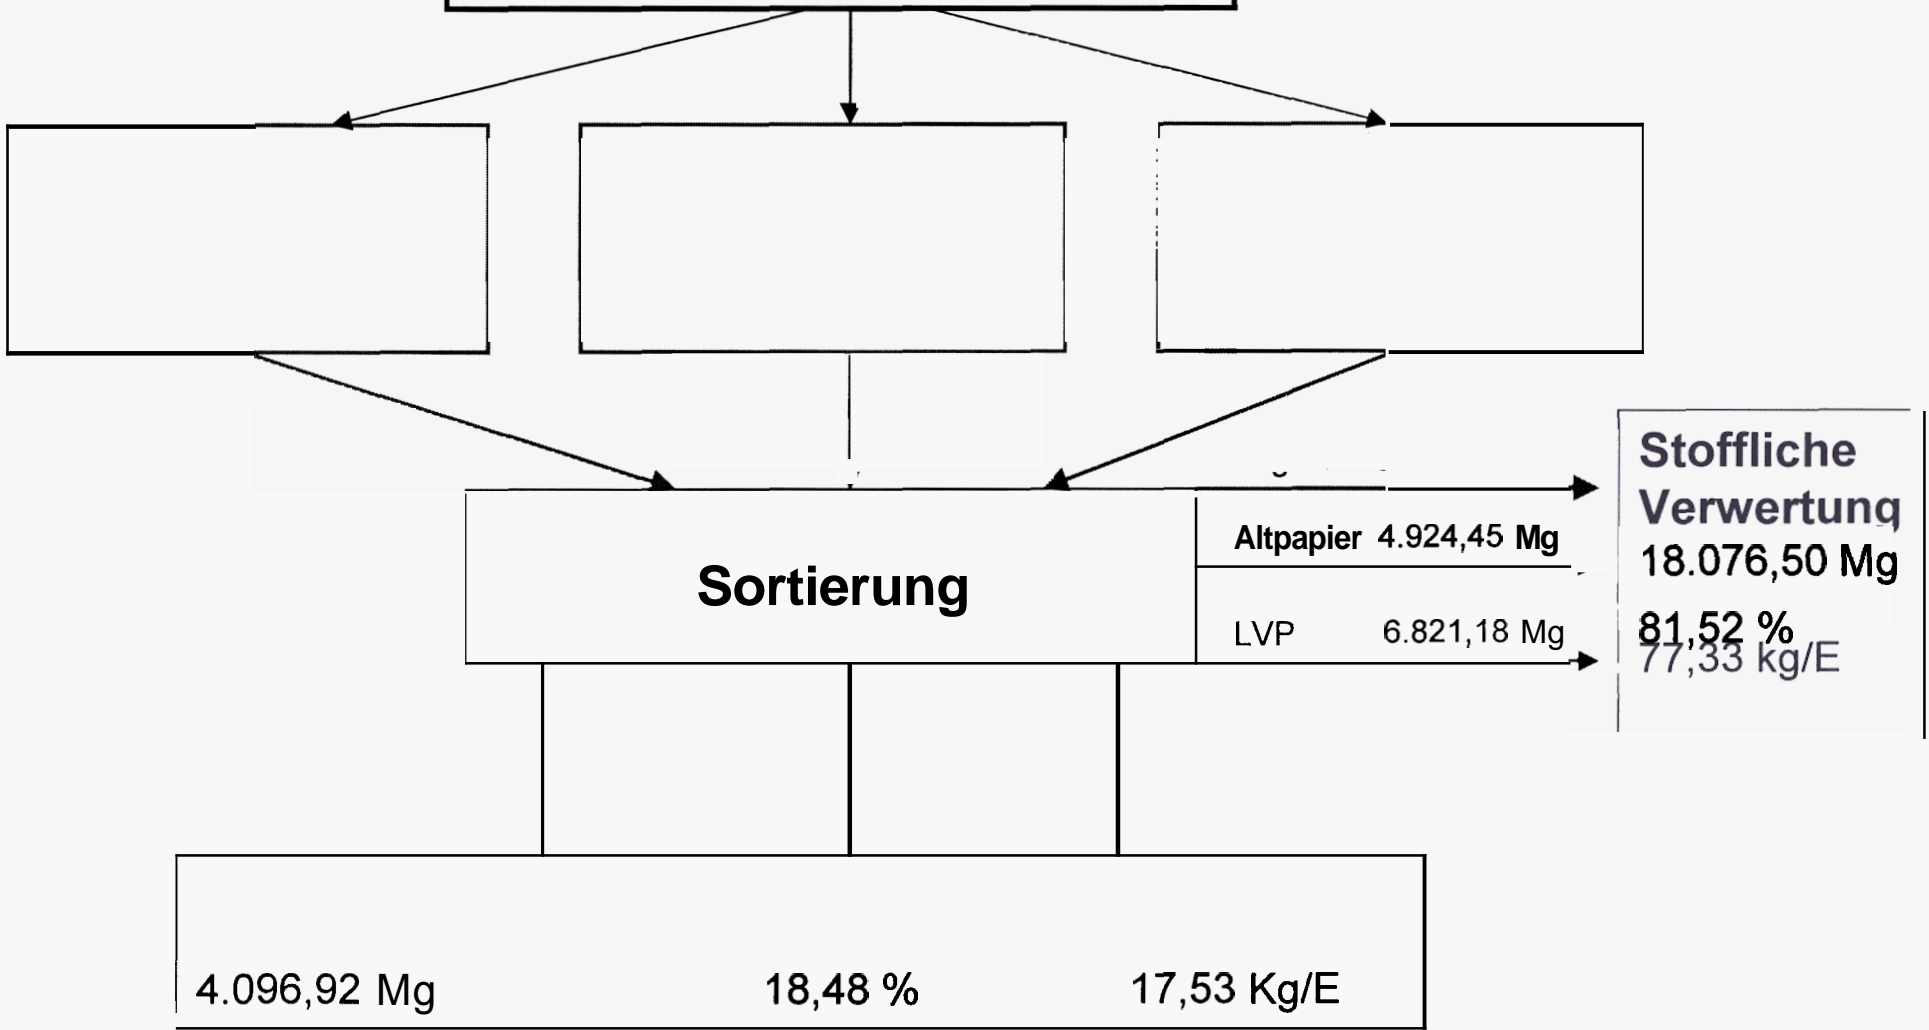 Stoffliche
Verwertung
Altpapier 4.924,45 Mg
18.076,50 Mg
Sortierung
LVP 6.821,18 Mg
81,52 %
77,33 kg/E
4.096,92 Mg 18,48 % 17,53 Kg/E